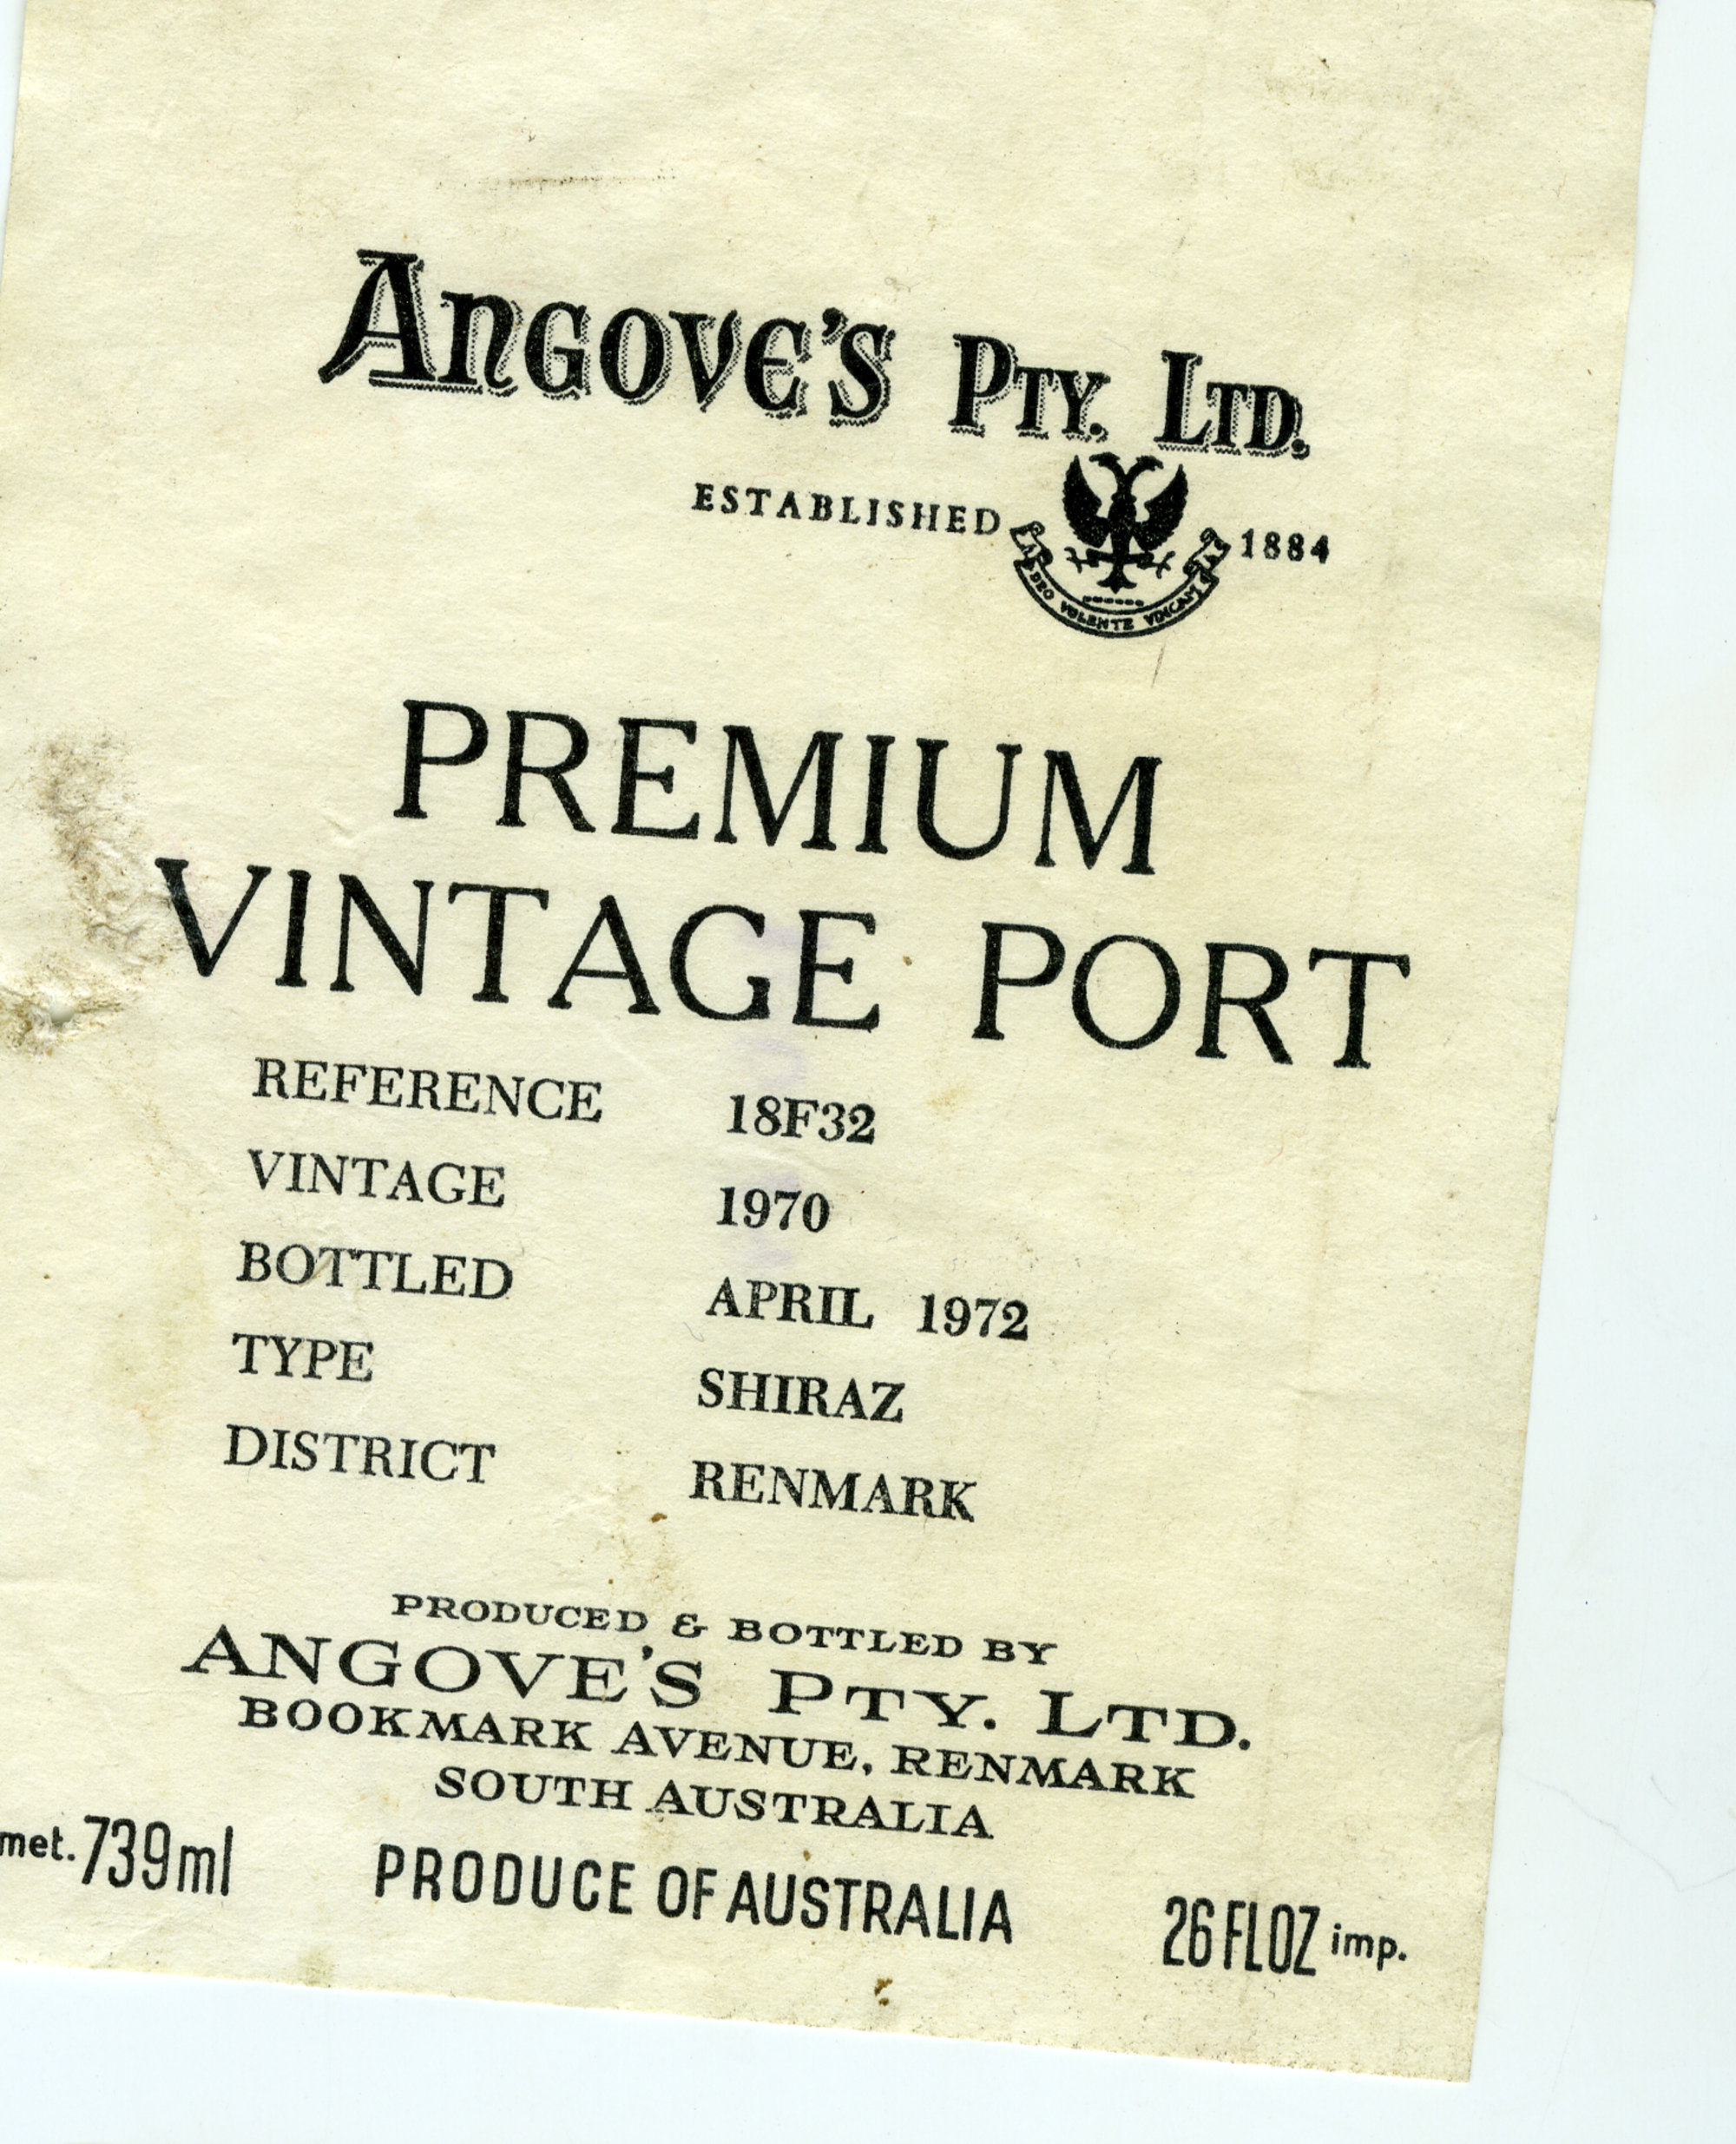 ANGOVE'S PTY. LTD.
ESTABLISHED 1884
DEO VOLENTE VINCAM
PREMIUM
VINTAGE PORT
REFERENCE 18F32
VINTAGE 1970
BOTTLED APRIL 1972
TYPE SHIRAZ
DISTRICT RENMARK
PRODUCED & BOTTLED BY
ANGOVE'S PTY. LTD.
BOOKMARK AVENUE, RENMARK
SOUTH AUSTRALIA
met. 739ml PRODUCE OF AUSTRALIA 26 FL OZ imp.